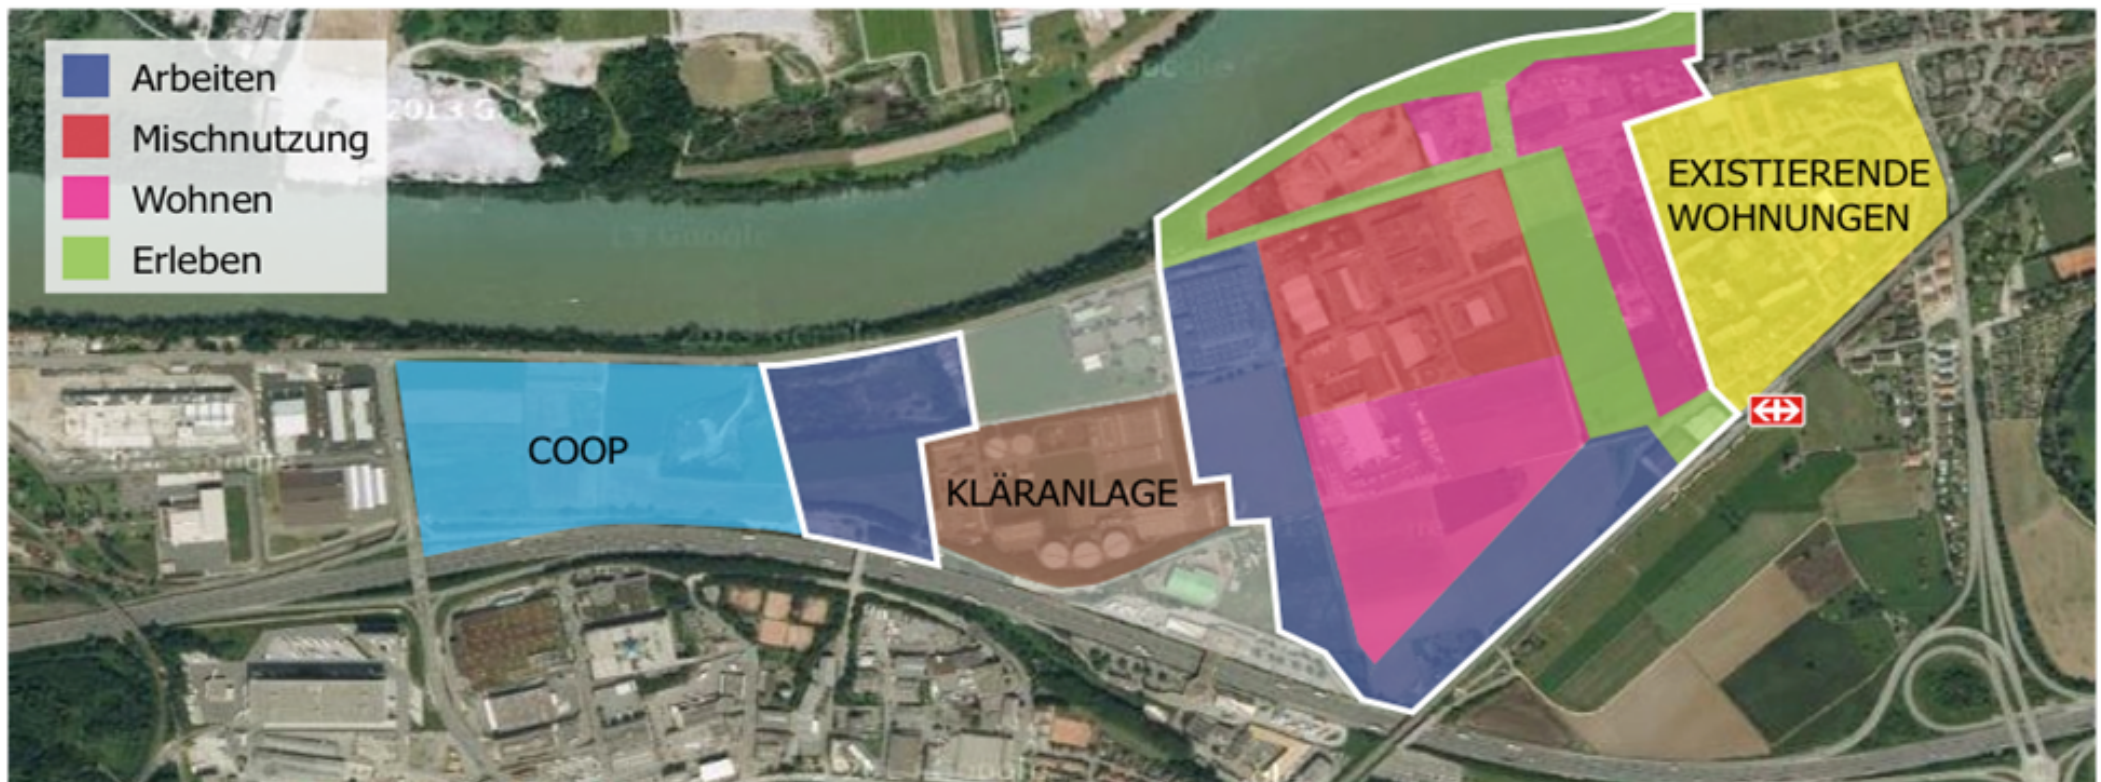 Arbeiten
Mischnutzung
Wohnen
Erleben
EXISTIERENDE
WOHNUNGEN
COOP
KLÄRANLAGE